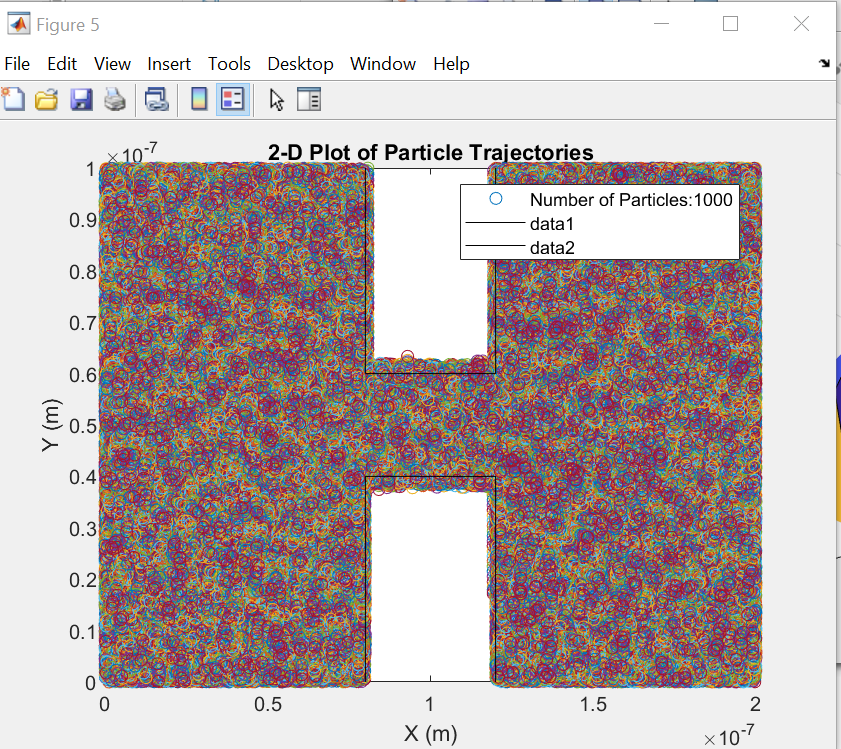 Figure 5
File Edit View Insert Tools Desktop Window Help
2-D Plot of Particle Trajectories
×10-7
1
0.9
0.8
0.7
0.6
0.5
0.4
0.3
0.2
0.1
0
Y (m)
Number of Particles:1000
data1
data2
0 0.5 1 1.5 2
X (m)
×10-7